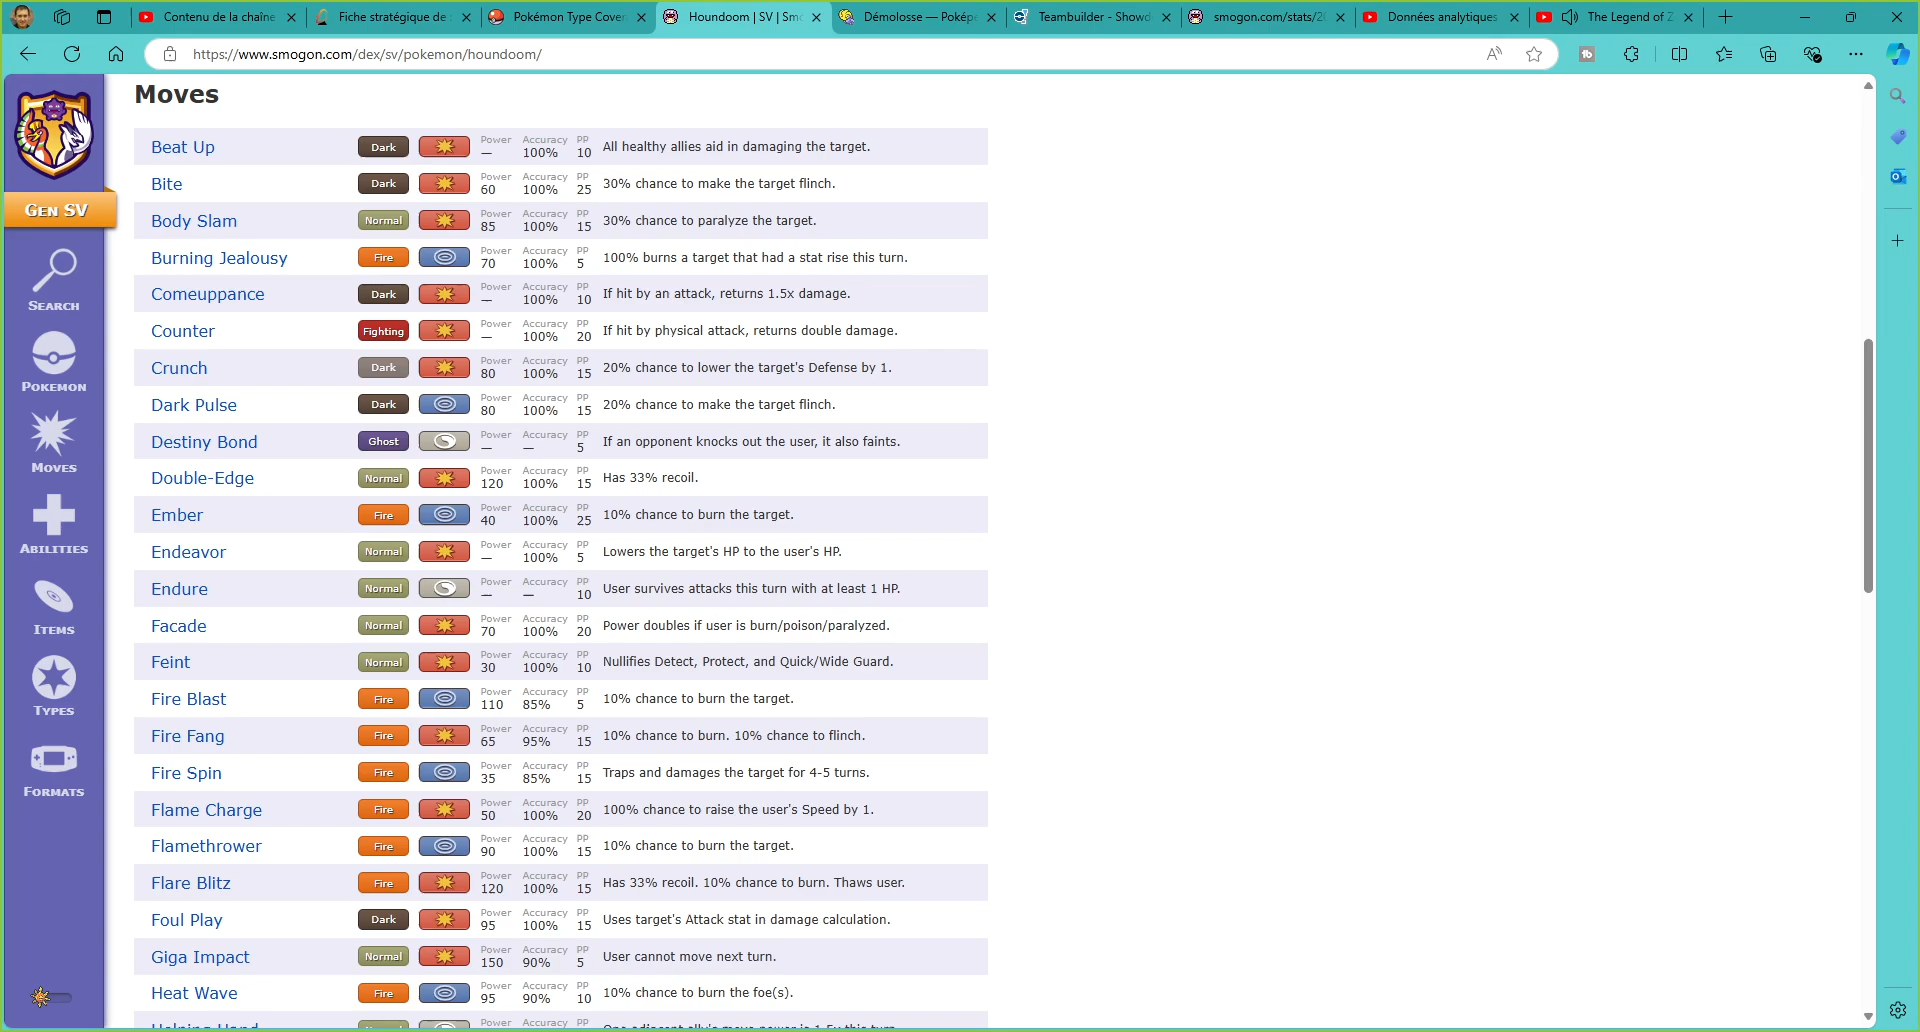 Contenu de la chaîne
Fiche stratégique de
Pokémon Type Cover
Houndoom | SV | Smo
Démolosse — Poképe
Teambuilder - Showd
smogon.com/stats/20
Données analytiques
The Legend of Z
https://www.smogon.com/dex/sv/pokemon/houndoom/
GEN SV
SEARCH
POKEMON
MOVES
ABILITIES
ITEMS
TYPES
FORMATS
Moves
Beat Up Dark Power — Accuracy 100% PP 10 All healthy allies aid in damaging the target.
Bite Dark Power 60 Accuracy 100% PP 25 30% chance to make the target flinch.
Body Slam Normal Power 85 Accuracy 100% PP 15 30% chance to paralyze the target.
Burning Jealousy Fire Power 70 Accuracy 100% PP 5 100% burns a target that had a stat rise this turn.
Comeuppance Dark Power — Accuracy 100% PP 10 If hit by an attack, returns 1.5x damage.
Counter Fighting Power — Accuracy 100% PP 20 If hit by physical attack, returns double damage.
Crunch Dark Power 80 Accuracy 100% PP 15 20% chance to lower the target's Defense by 1.
Dark Pulse Dark Power 80 Accuracy 100% PP 15 20% chance to make the target flinch.
Destiny Bond Ghost Power — Accuracy — PP 5 If an opponent knocks out the user, it also faints.
Double-Edge Normal Power 120 Accuracy 100% PP 15 Has 33% recoil.
Ember Fire Power 40 Accuracy 100% PP 25 10% chance to burn the target.
Endeavor Normal Power — Accuracy 100% PP 5 Lowers the target's HP to the user's HP.
Endure Normal Power — Accuracy — PP 10 User survives attacks this turn with at least 1 HP.
Facade Normal Power 70 Accuracy 100% PP 20 Power doubles if user is burn/poison/paralyzed.
Feint Normal Power 30 Accuracy 100% PP 10 Nullifies Detect, Protect, and Quick/Wide Guard.
Fire Blast Fire Power 110 Accuracy 85% PP 5 10% chance to burn the target.
Fire Fang Fire Power 65 Accuracy 95% PP 15 10% chance to burn. 10% chance to flinch.
Fire Spin Fire Power 35 Accuracy 85% PP 15 Traps and damages the target for 4-5 turns.
Flame Charge Fire Power 50 Accuracy 100% PP 20 100% chance to raise the user's Speed by 1.
Flamethrower Fire Power 90 Accuracy 100% PP 15 10% chance to burn the target.
Flare Blitz Fire Power 120 Accuracy 100% PP 15 Has 33% recoil. 10% chance to burn. Thaws user.
Foul Play Dark Power 95 Accuracy 100% PP 15 Uses target's Attack stat in damage calculation.
Giga Impact Normal Power 150 Accuracy 90% PP 5 User cannot move next turn.
Heat Wave Fire Power 95 Accuracy 90% PP 10 10% chance to burn the foe(s).
Power Accuracy PP